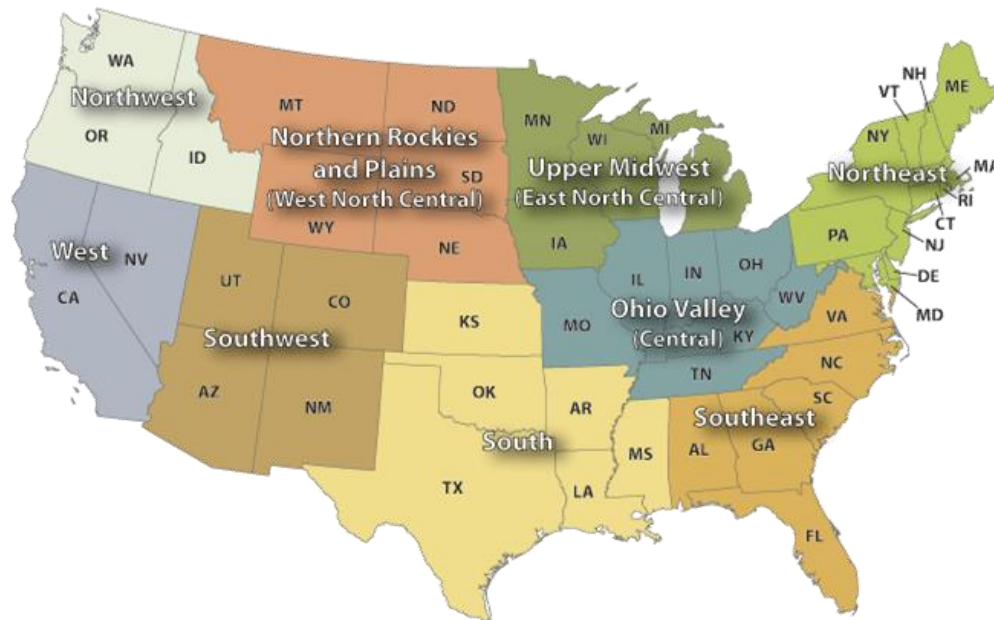 WA
Northwest
OR
ID
MT
ND
Northern Rockies
and Plains
(West North Central)
SD
WY
NE
MN
WI
MI
Upper Midwest
(East North Central)
IA
NH
VT
ME
NY
Northeast
MA
RI
CT
PA
NJ
DE
MD
West
NV
CA
UT
CO
Southwest
AZ
NM
KS
OK
AR
South
TX
LA
MS
IL
IN
OH
WV
Ohio Valley
(Central)
MO
KY
TN
VA
NC
SC
Southeast
AL
GA
FL